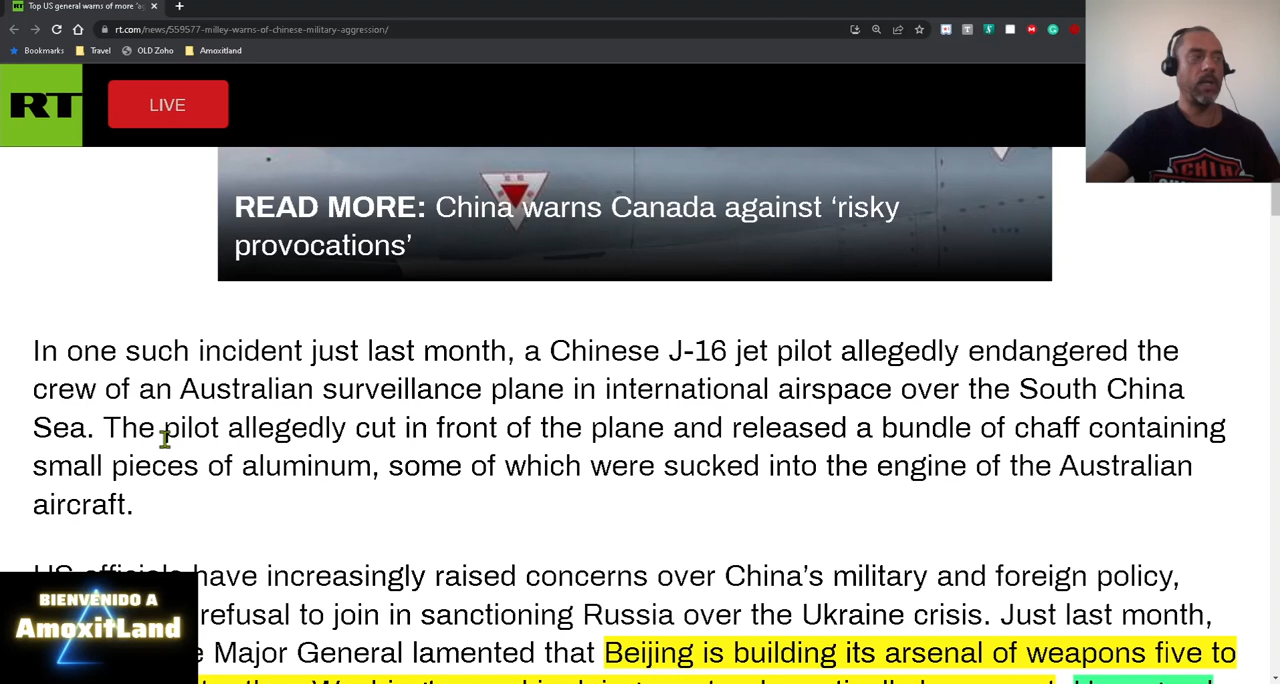 Top US general warns of more 'a
rt.com/news/559577-milley-warns-of-chinese-military-aggression/
Bookmarks Travel OLD Zoho Amoxitland
RT LIVE
READ MORE: China warns Canada against ‘risky
provocations’
In one such incident just last month, a Chinese J-16 jet pilot allegedly endangered the
crew of an Australian surveillance plane in international airspace over the South China
Sea. The pilot allegedly cut in front of the plane and released a bundle of chaff containing
small pieces of aluminum, some of which were sucked into the engine of the Australian
aircraft.
US officials have increasingly raised concerns over China’s military and foreign policy,
refusal to join in sanctioning Russia over the Ukraine crisis. Just last month,
Major General lamented that Beijing is building its arsenal of weapons five to
BIENVENIDO A
AmoxitLand